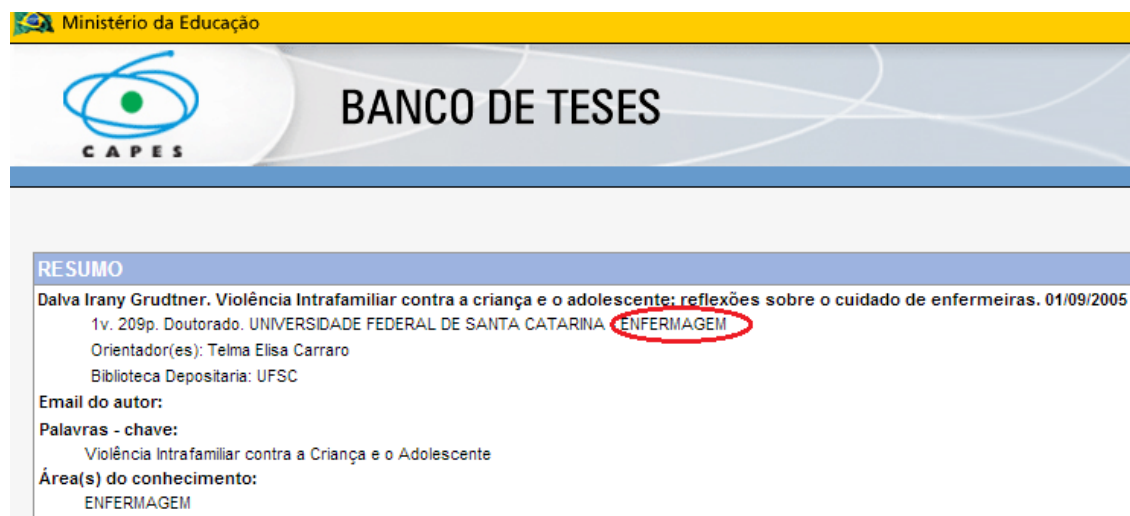 Ministério da Educação
CAPES
BANCO DE TESES
RESUMO
Dalva Irany Grudtner. Violência Intrafamiliar contra a criança e o adolescente: reflexões sobre o cuidado de enfermeiras. 01/09/2005
1v. 209p. Doutorado. UNIVERSIDADE FEDERAL DE SANTA CATARINA - ENFERMAGEM
Orientador(es): Telma Elisa Carraro
Biblioteca Depositaria: UFSC
Email do autor:
Palavras - chave:
Violência Intrafamiliar contra a Criança e o Adolescente
Área(s) do conhecimento:
ENFERMAGEM